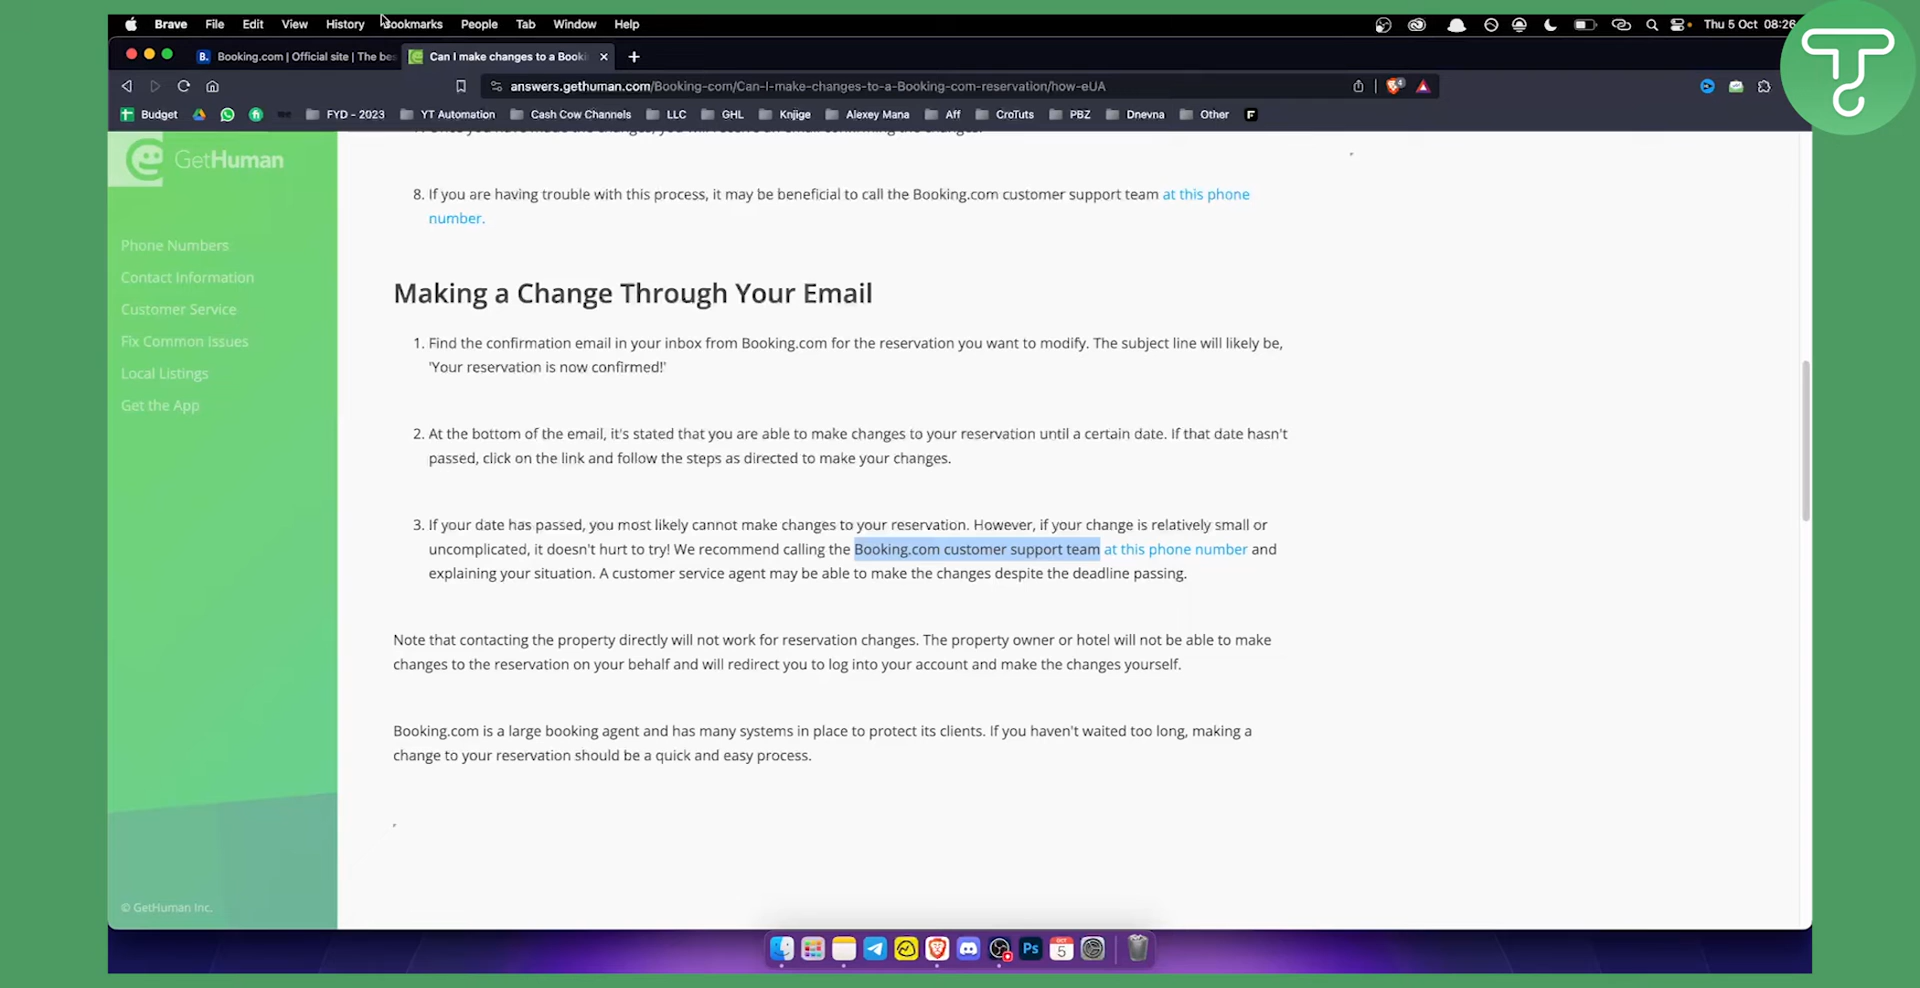 Brave File Edit View History Bookmarks People Tab Window Help Thu 5 Oct 08:26
Booking.com | Official site | The bes Can I make changes to a Booki
answers.gethuman.com/Booking-com/Can-I-make-changes-to-a-Booking-com-reservation/how-eUA
Budget FYD - 2023 YT Automation Cash Cow Channels LLC GHL Knjige Alexey Mana Aff CroTuts PBZ Dnevna Other
GetHuman
Phone Numbers
Contact Information
Customer Service
Fix Common Issues
Local Listings
Get the App
© GetHuman Inc.
8. If you are having trouble with this process, it may be beneficial to call the Booking.com customer support team at this phone
number.
Making a Change Through Your Email
1. Find the confirmation email in your inbox from Booking.com for the reservation you want to modify. The subject line will likely be,
'Your reservation is now confirmed!'
2. At the bottom of the email, it's stated that you are able to make changes to your reservation until a certain date. If that date hasn't
passed, click on the link and follow the steps as directed to make your changes.
3. If your date has passed, you most likely cannot make changes to your reservation. However, if your change is relatively small or
uncomplicated, it doesn't hurt to try! We recommend calling the Booking.com customer support team at this phone number and
explaining your situation. A customer service agent may be able to make the changes despite the deadline passing.
Note that contacting the property directly will not work for reservation changes. The property owner or hotel will not be able to make
changes to the reservation on your behalf and will redirect you to log into your account and make the changes yourself.
Booking.com is a large booking agent and has many systems in place to protect its clients. If you haven't waited too long, making a
change to your reservation should be a quick and easy process.
Ps
OCT
5